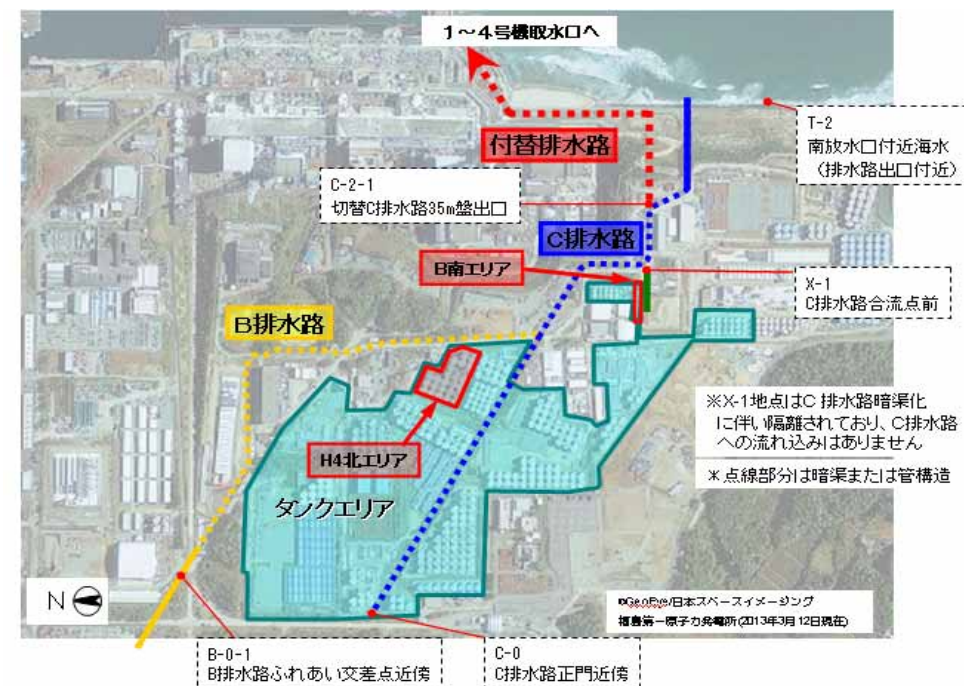 1～4号機取水口へ
付替排水路
T-2
南放水口付近海水
（排水路出口付近）
C-2-1
切替C排水路35m盤出口
C排水路
B南エリア
X-1
C排水路合流点前
B排水路
※X-1地点はC排水路暗渠化
に伴い隔離されており、C排水路
への流れ込みはありません
＊点線部分は暗渠または管構造
H4北エリア
タンクエリア
N
©GeoEye/日本スペースイメージング
福島第一原子力発電所(2013年3月12日現在)
B-0-1
B排水路ふれあい交差点近傍
C-0
C排水路正門近傍